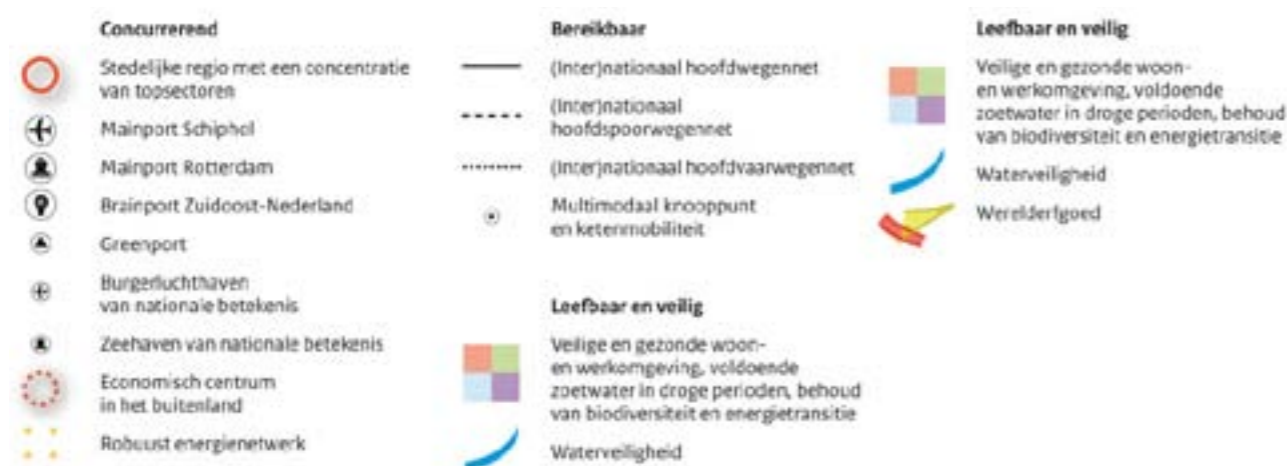 Concurrerend
Stedelijke regio met een concentratie
van topsectoren
Mainport Schiphol
Mainport Rotterdam
Brainport Zuidoost-Nederland
Greenport
Burgerluchthaven
van nationale betekenis
Zeehaven van nationale betekenis
Economisch centrum
in het buitenland
Robuust energienetwerk
Bereikbaar
(Inter)nationaal hoofdwegennet
(Inter)nationaal
hoofdspoorwegennet
(Inter)nationaal hoofdvaarwegennet
Multimodaal knooppunt
en ketenmobiliteit
Leefbaar en veilig
Veilige en gezonde woon-
en werkomgeving, voldoende
zoetwater in droge perioden, behoud
van biodiversiteit en energietransitie
Waterveiligheid
Leefbaar en veilig
Veilige en gezonde woon-
en werkomgeving, voldoende
zoetwater in droge perioden, behoud
van biodiversiteit en energietransitie
Waterveiligheid
Werelderfgoed